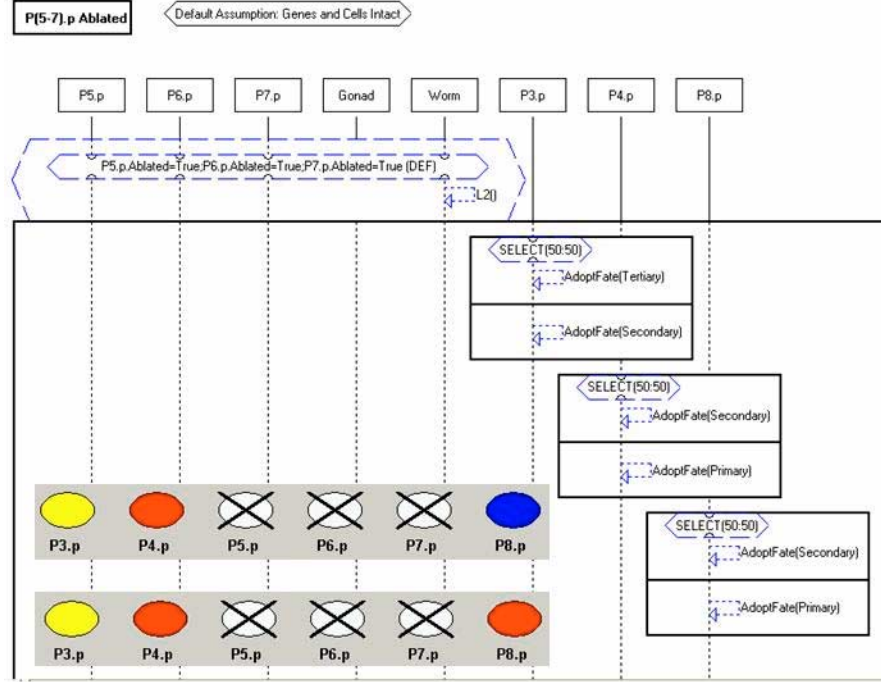 P(5-7).p Ablated
Default Assumption: Genes and Cells Intact
P5.p P6.p P7.p Gonad Worm P3.p P4.p P8.p
P5.p.Ablated=True;P6.p.Ablated=True;P7.p.Ablated=True (DEF)
L2()
SELECT(50:50)
AdoptFate(Tertiary)
AdoptFate(Secondary)
SELECT(50:50)
AdoptFate(Secondary)
AdoptFate(Primary)
SELECT(50:50)
AdoptFate(Secondary)
AdoptFate(Primary)
P3.p P4.p P5.p P6.p P7.p P8.p
P3.p P4.p P5.p P6.p P7.p P8.p